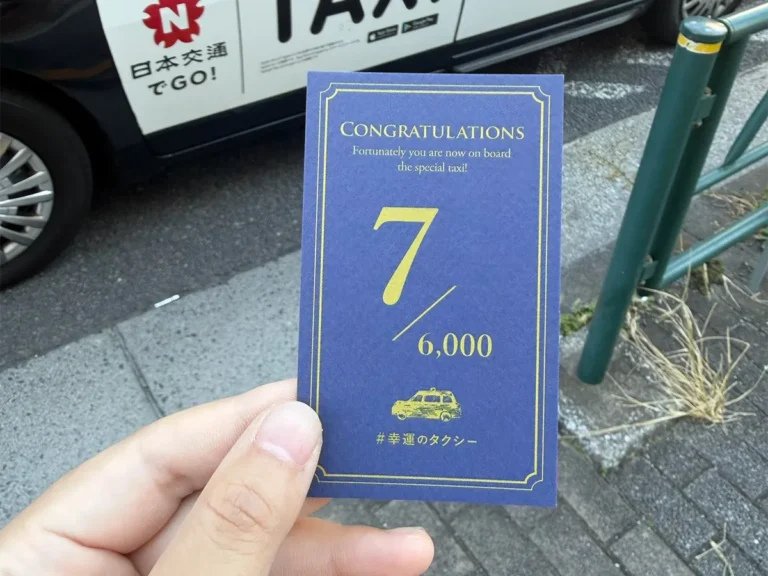 N
日本交通
でGO!
TAXI
CONGRATULATIONS
Fortunately you are now on board
the special taxi!
7/
6,000
#幸運のタクシー